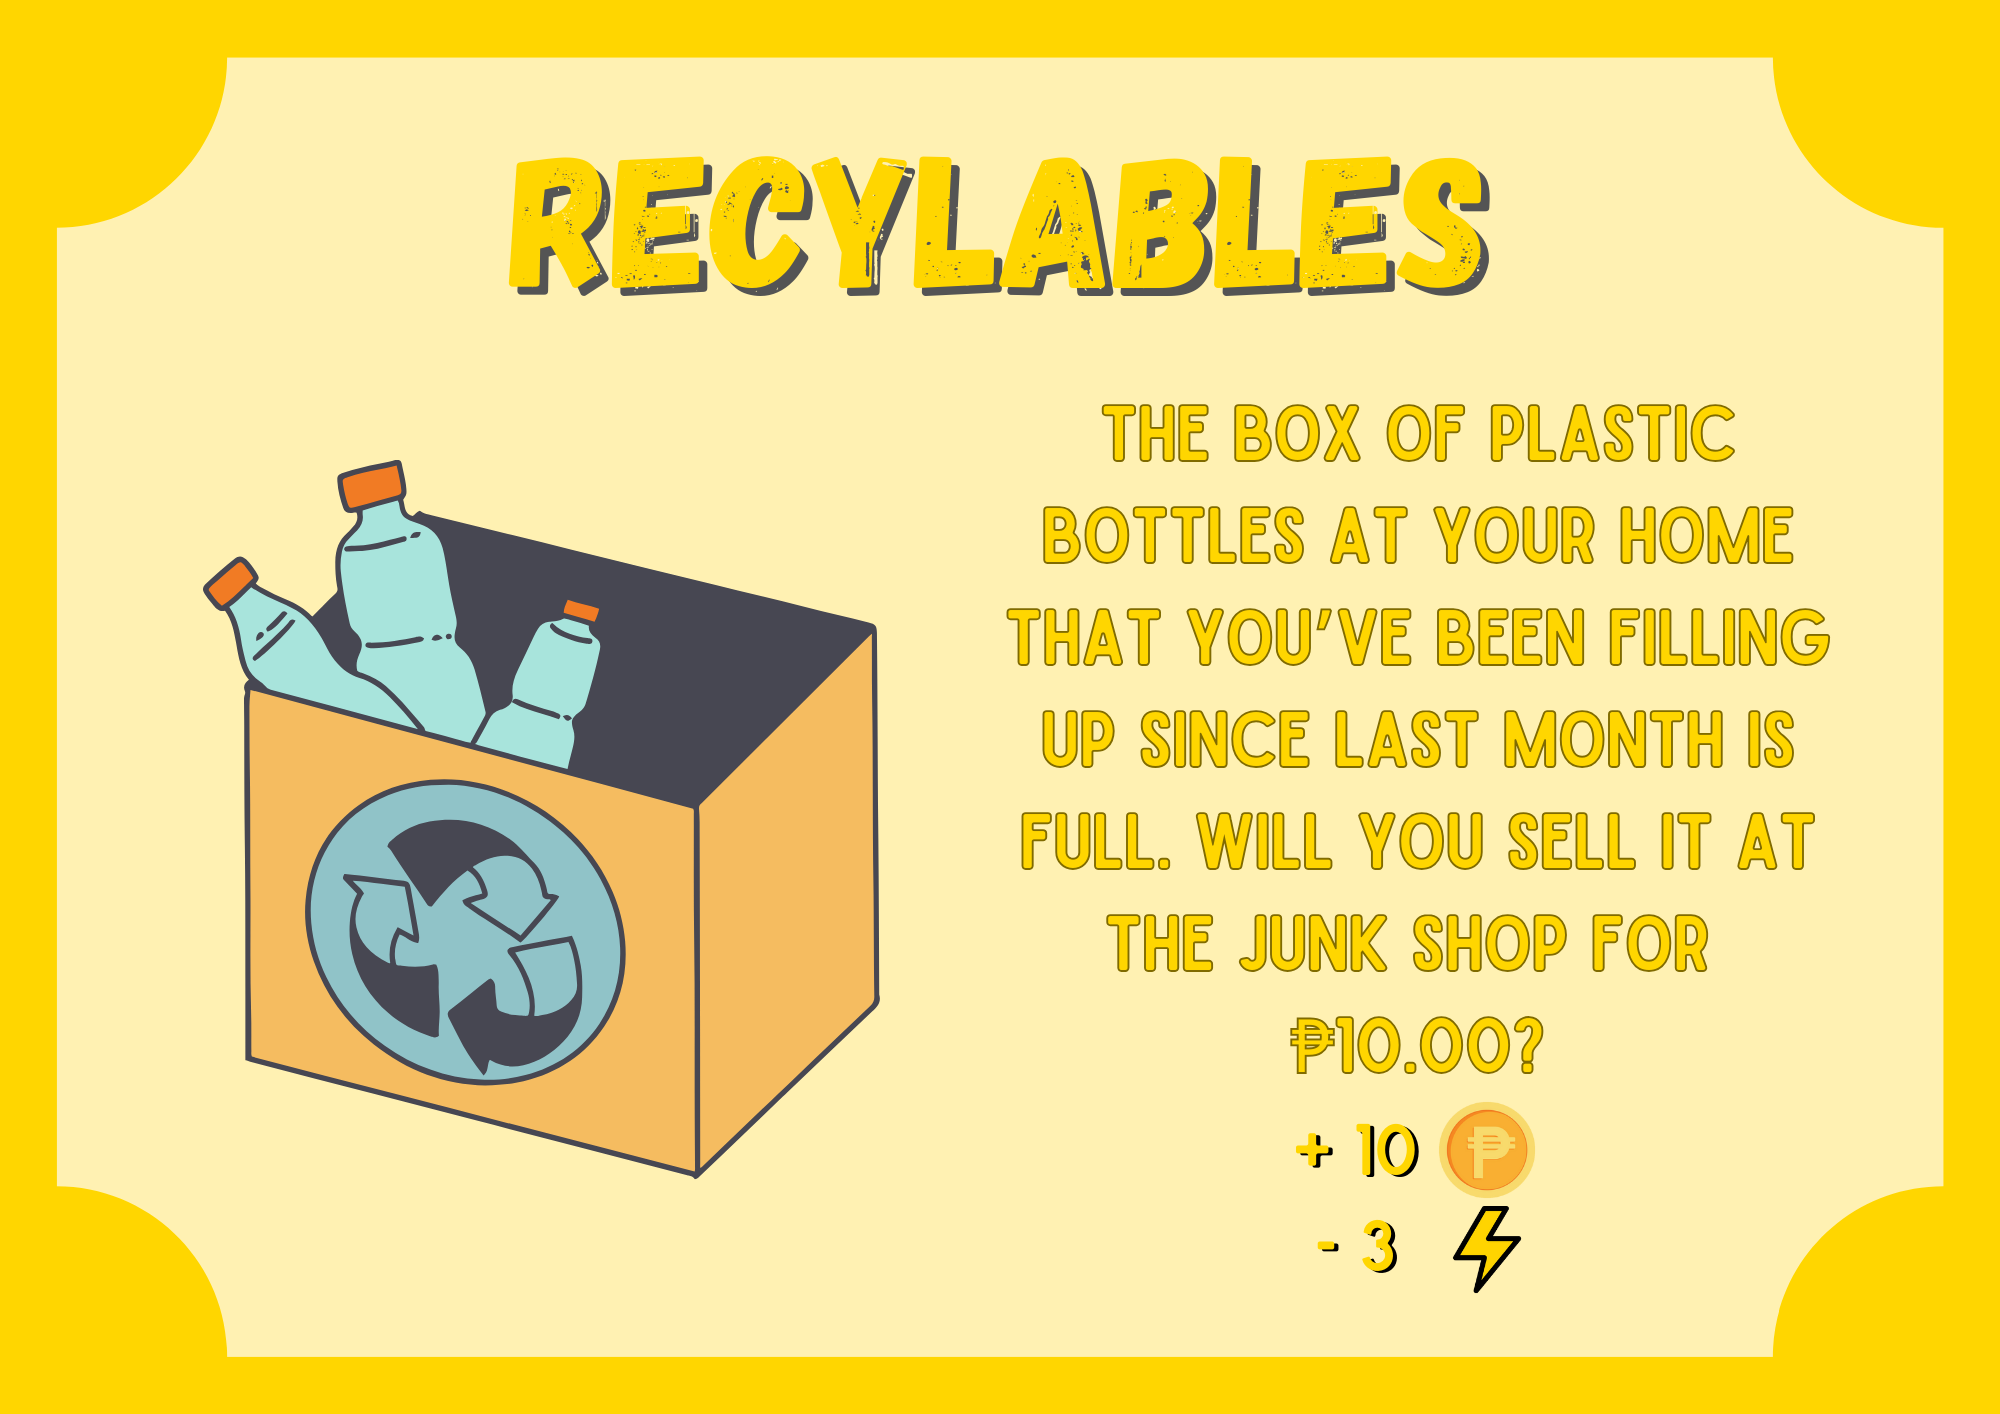 RECYLABLES
THE BOX OF PLASTIC
BOTTLES AT YOUR HOME
THAT YOU'VE BEEN FILLING
UP SINCE LAST MONTH IS
FULL. WILL YOU SELL IT AT
THE JUNK SHOP FOR
₱10.00?
+ 10 ₱
- 3